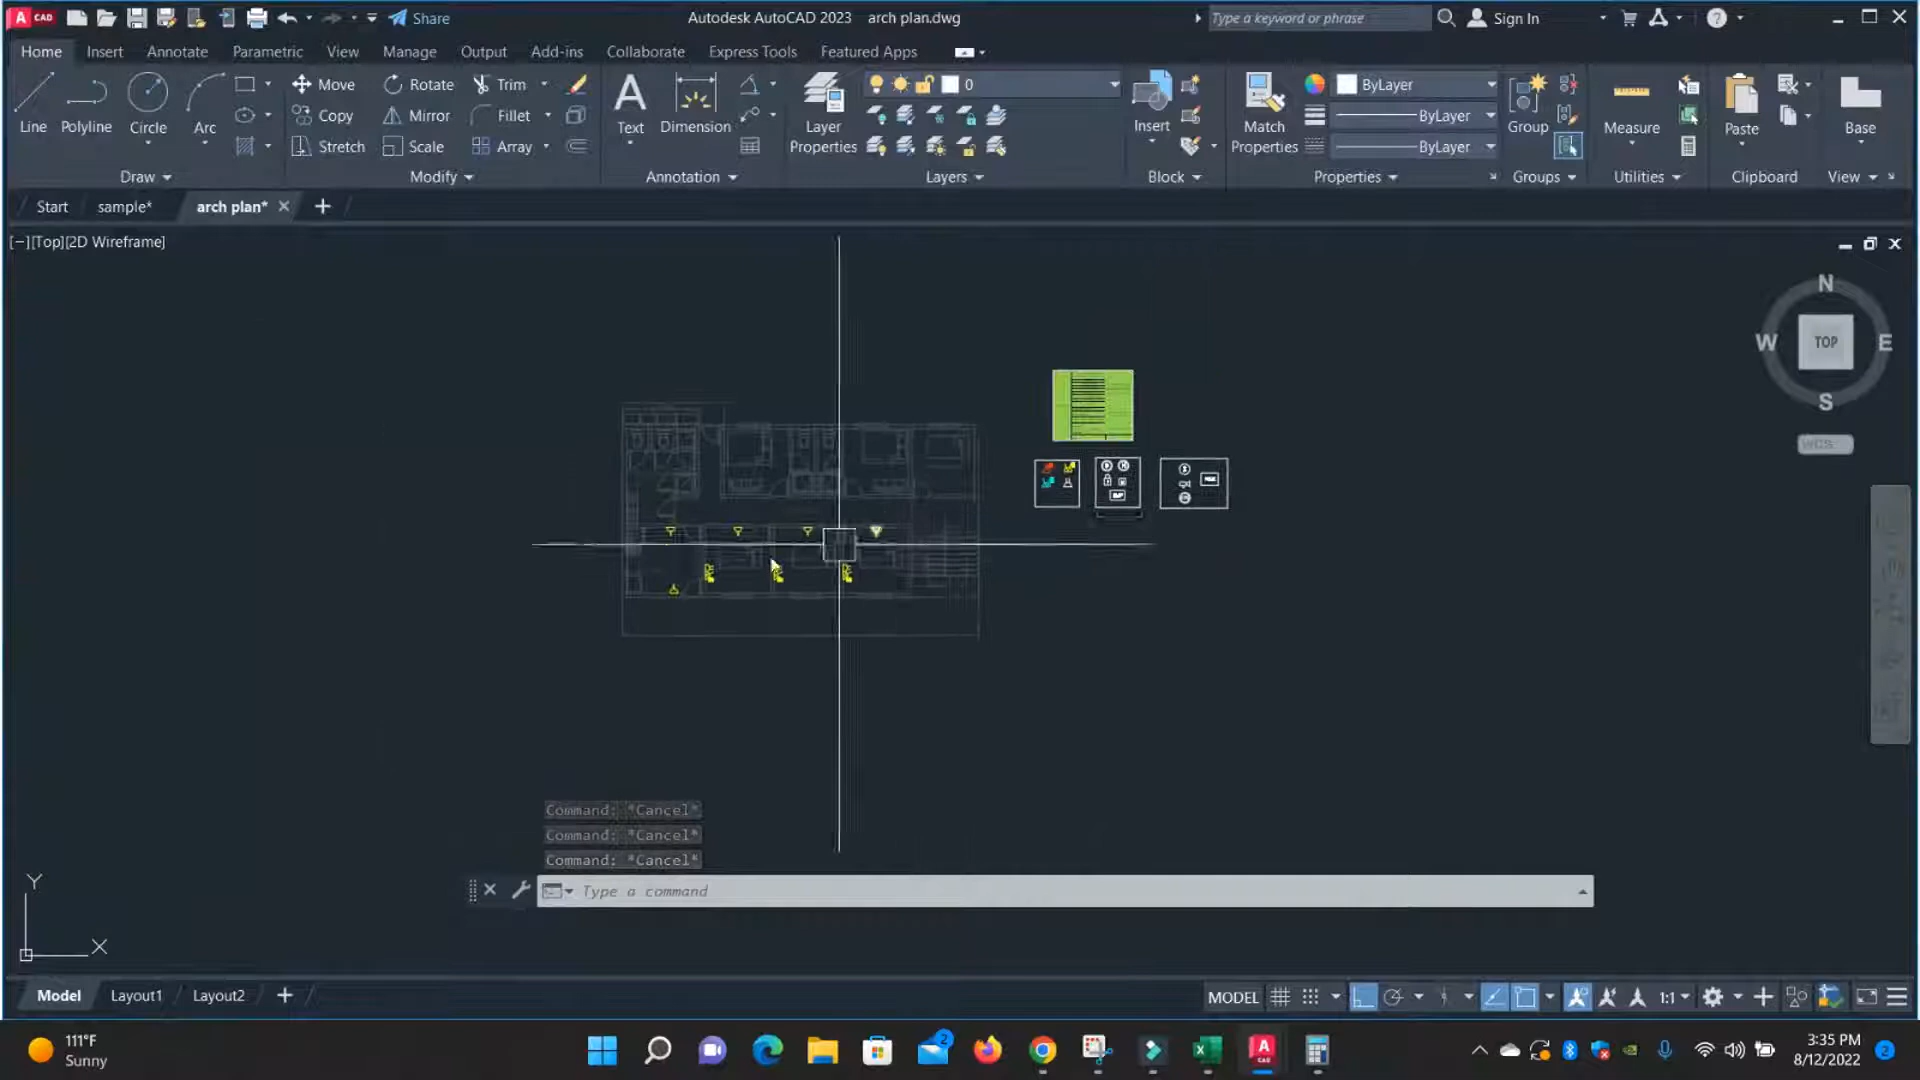 CAD Share Autodesk AutoCAD 2023 arch plan.dwg Type a keyword or phrase Sign In
Home Insert Annotate Parametric View Manage Output Add-ins Collaborate Express Tools Featured Apps
Move Rotate Trim 0 ByLayer
Copy Mirror Fillet ByLayer
Line Polyline Circle Arc Text Dimension Layer Properties Insert Match Properties Group Measure Paste Base
Stretch Scale Array ByLayer
Draw Modify Annotation Layers Block Properties Groups Utilities Clipboard View
Start sample* arch plan*
[−][Top][2D Wireframe]
N
W TOP E
S
WCS
Command: *Cancel*
Command: *Cancel*
Command: *Cancel*
Type a command
Y
X
Model Layout1 Layout2 MODEL 1:1
111°F
Sunny
2
A CAD
3:35 PM
8/12/2022
2